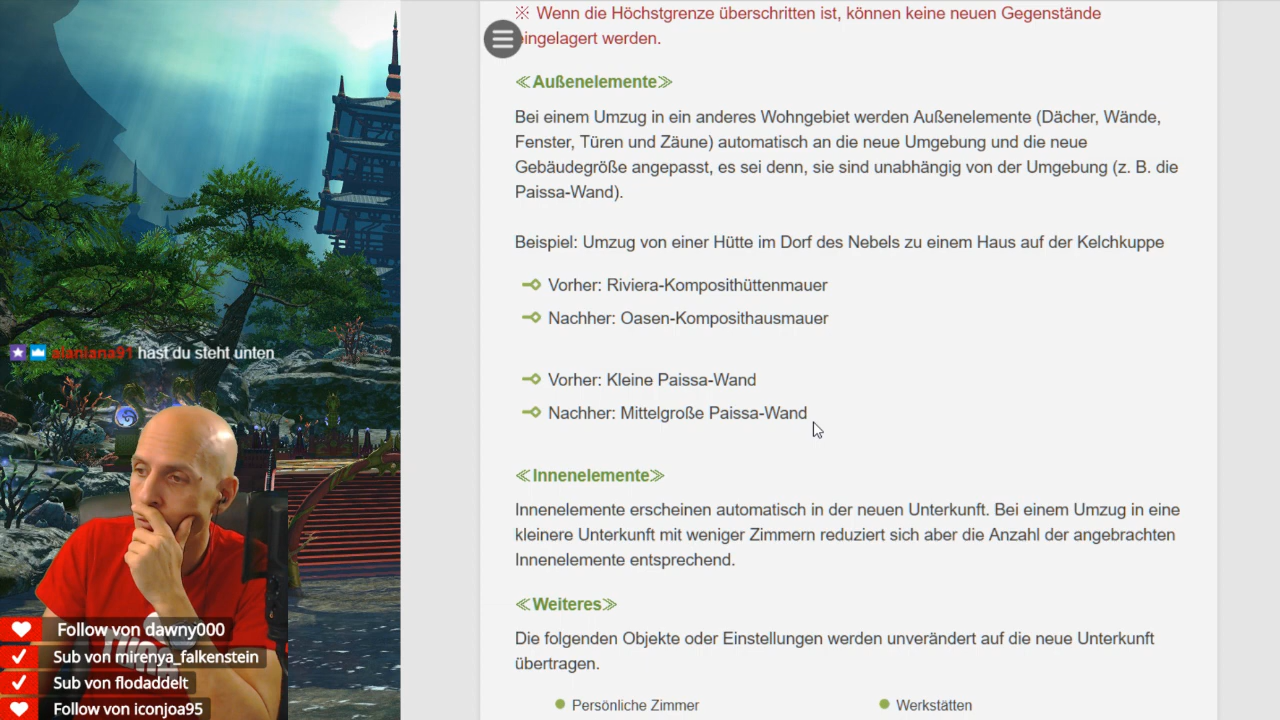 ※ Wenn die Höchstgrenze überschritten ist, können keine neuen Gegenstände
eingelagert werden.
≪Außenelemente≫
Bei einem Umzug in ein anderes Wohngebiet werden Außenelemente (Dächer, Wände,
Fenster, Türen und Zäune) automatisch an die neue Umgebung und die neue
Gebäudegröße angepasst, es sei denn, sie sind unabhängig von der Umgebung (z. B. die
Paissa-Wand).
Beispiel: Umzug von einer Hütte im Dorf des Nebels zu einem Haus auf der Kelchkuppe
Vorher: Riviera-Komposithüttenmauer
Nachher: Oasen-Komposithausmauer
Vorher: Kleine Paissa-Wand
Nachher: Mittelgroße Paissa-Wand
≪Innenelemente≫
Innenelemente erscheinen automatisch in der neuen Unterkunft. Bei einem Umzug in eine
kleinere Unterkunft mit weniger Zimmern reduziert sich aber die Anzahl der angebrachten
Innenelemente entsprechend.
≪Weiteres≫
Die folgenden Objekte oder Einstellungen werden unverändert auf die neue Unterkunft
übertragen.
Persönliche Zimmer
Werkstätten
alaniana91 hast du steht unten
Follow von dawny000
Sub von mirenya_falkenstein
Sub von flodaddelt
Follow von iconjoa95